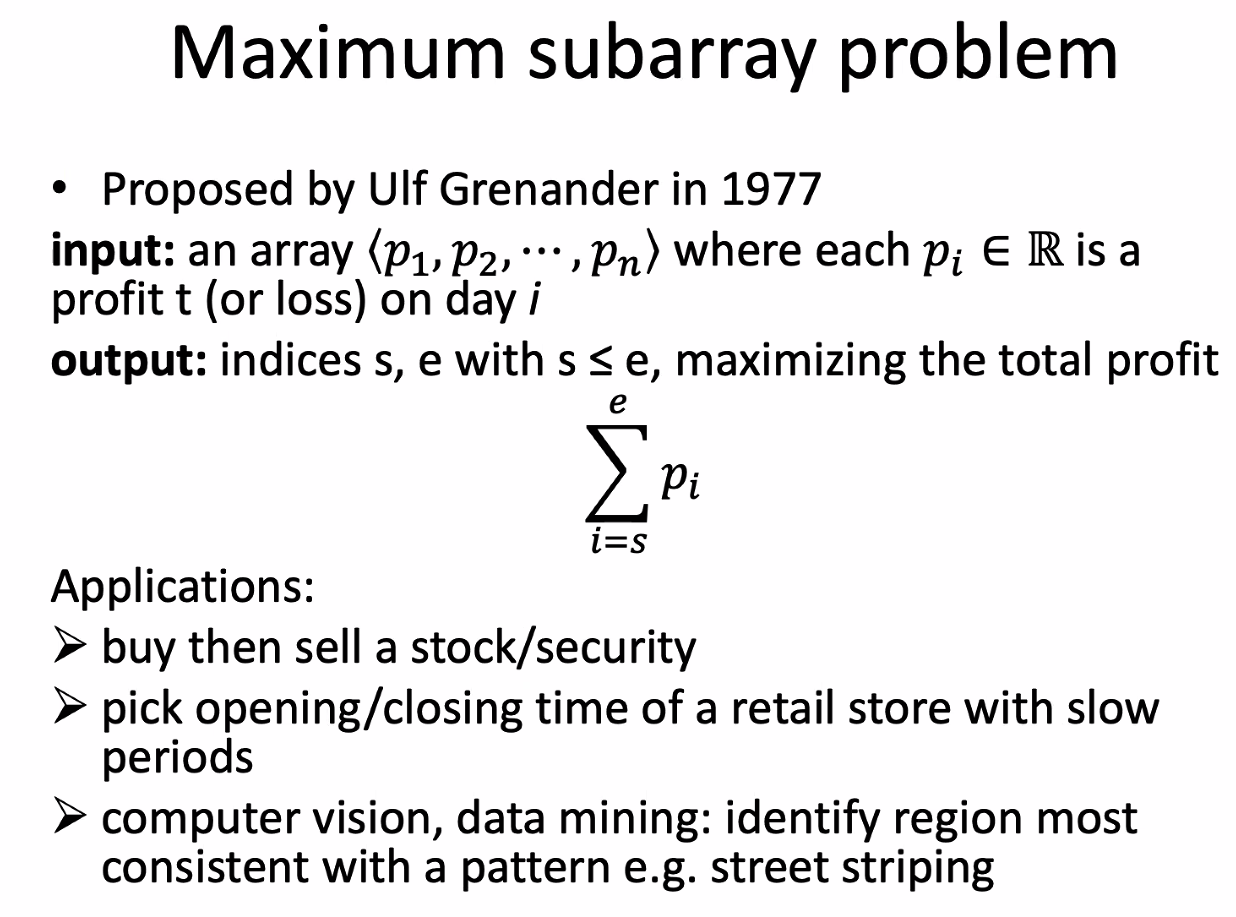 Maximum subarray problem
• Proposed by Ulf Grenander in 1977
input: an array ⟨p₁, p₂, ⋯ , pₙ⟩ where each pᵢ ∈ ℝ is a
profit t (or loss) on day i
output: indices s, e with s ≤ e, maximizing the total profit
e
∑ pᵢ
i=s
Applications:
➢ buy then sell a stock/security
➢ pick opening/closing time of a retail store with slow
periods
➢ computer vision, data mining: identify region most
consistent with a pattern e.g. street striping